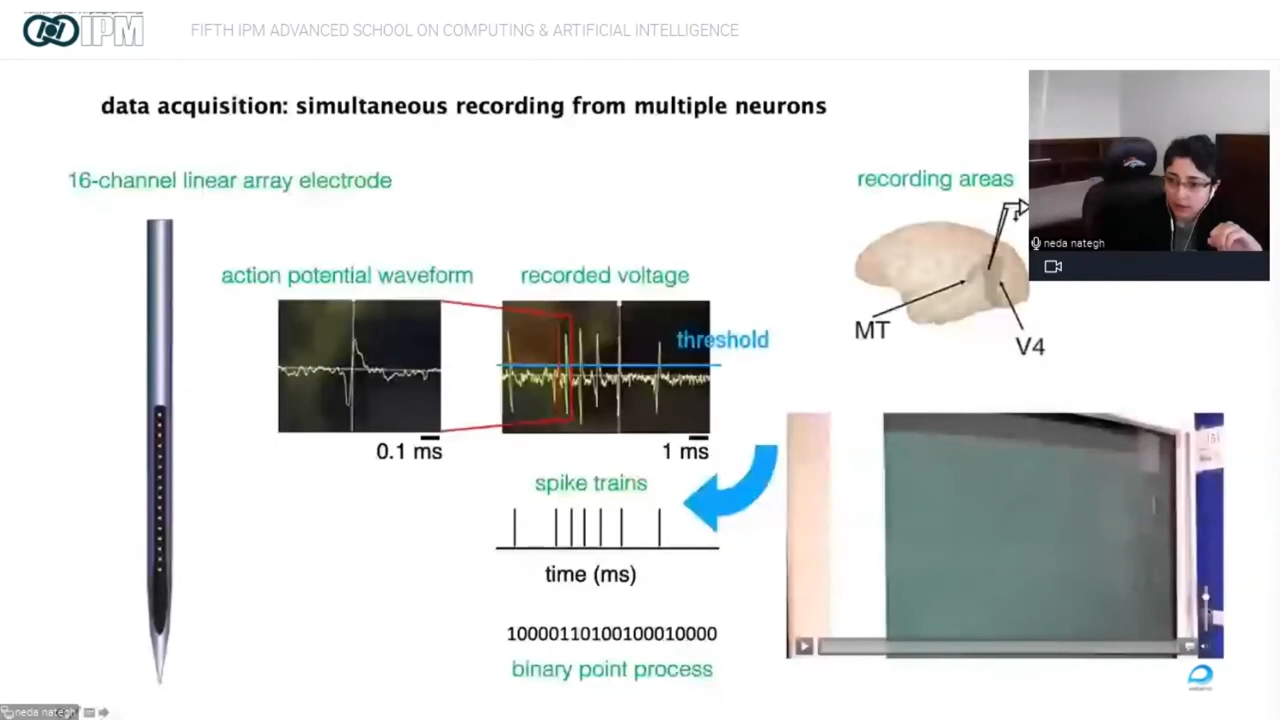 IPM
FIFTH IPM ADVANCED SCHOOL ON COMPUTING & ARTIFICIAL INTELLIGENCE
data acquisition: simultaneous recording from multiple neurons
16-channel linear array electrode
recording areas
neda nategh
action potential waveform
recorded voltage
threshold
MT
V4
0.1 ms
1 ms
spike trains
time (ms)
10000110100100010000
binary point process
neda nategh